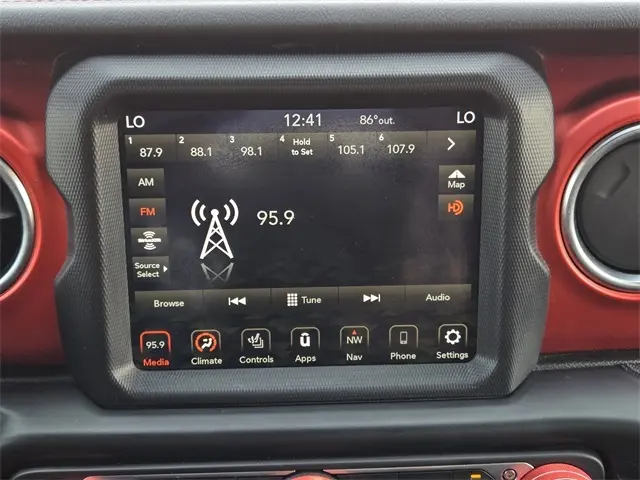 LO 12:41 86°out. LO
1 87.9 2 88.1 3 98.1 4 Hold to Set 5 105.1 6 107.9
AM
Map
FM
HD
95.9
SiriusXM
Source
Select
Browse Tune Audio
95.9 NW
Media Climate Controls Apps Nav Phone Settings